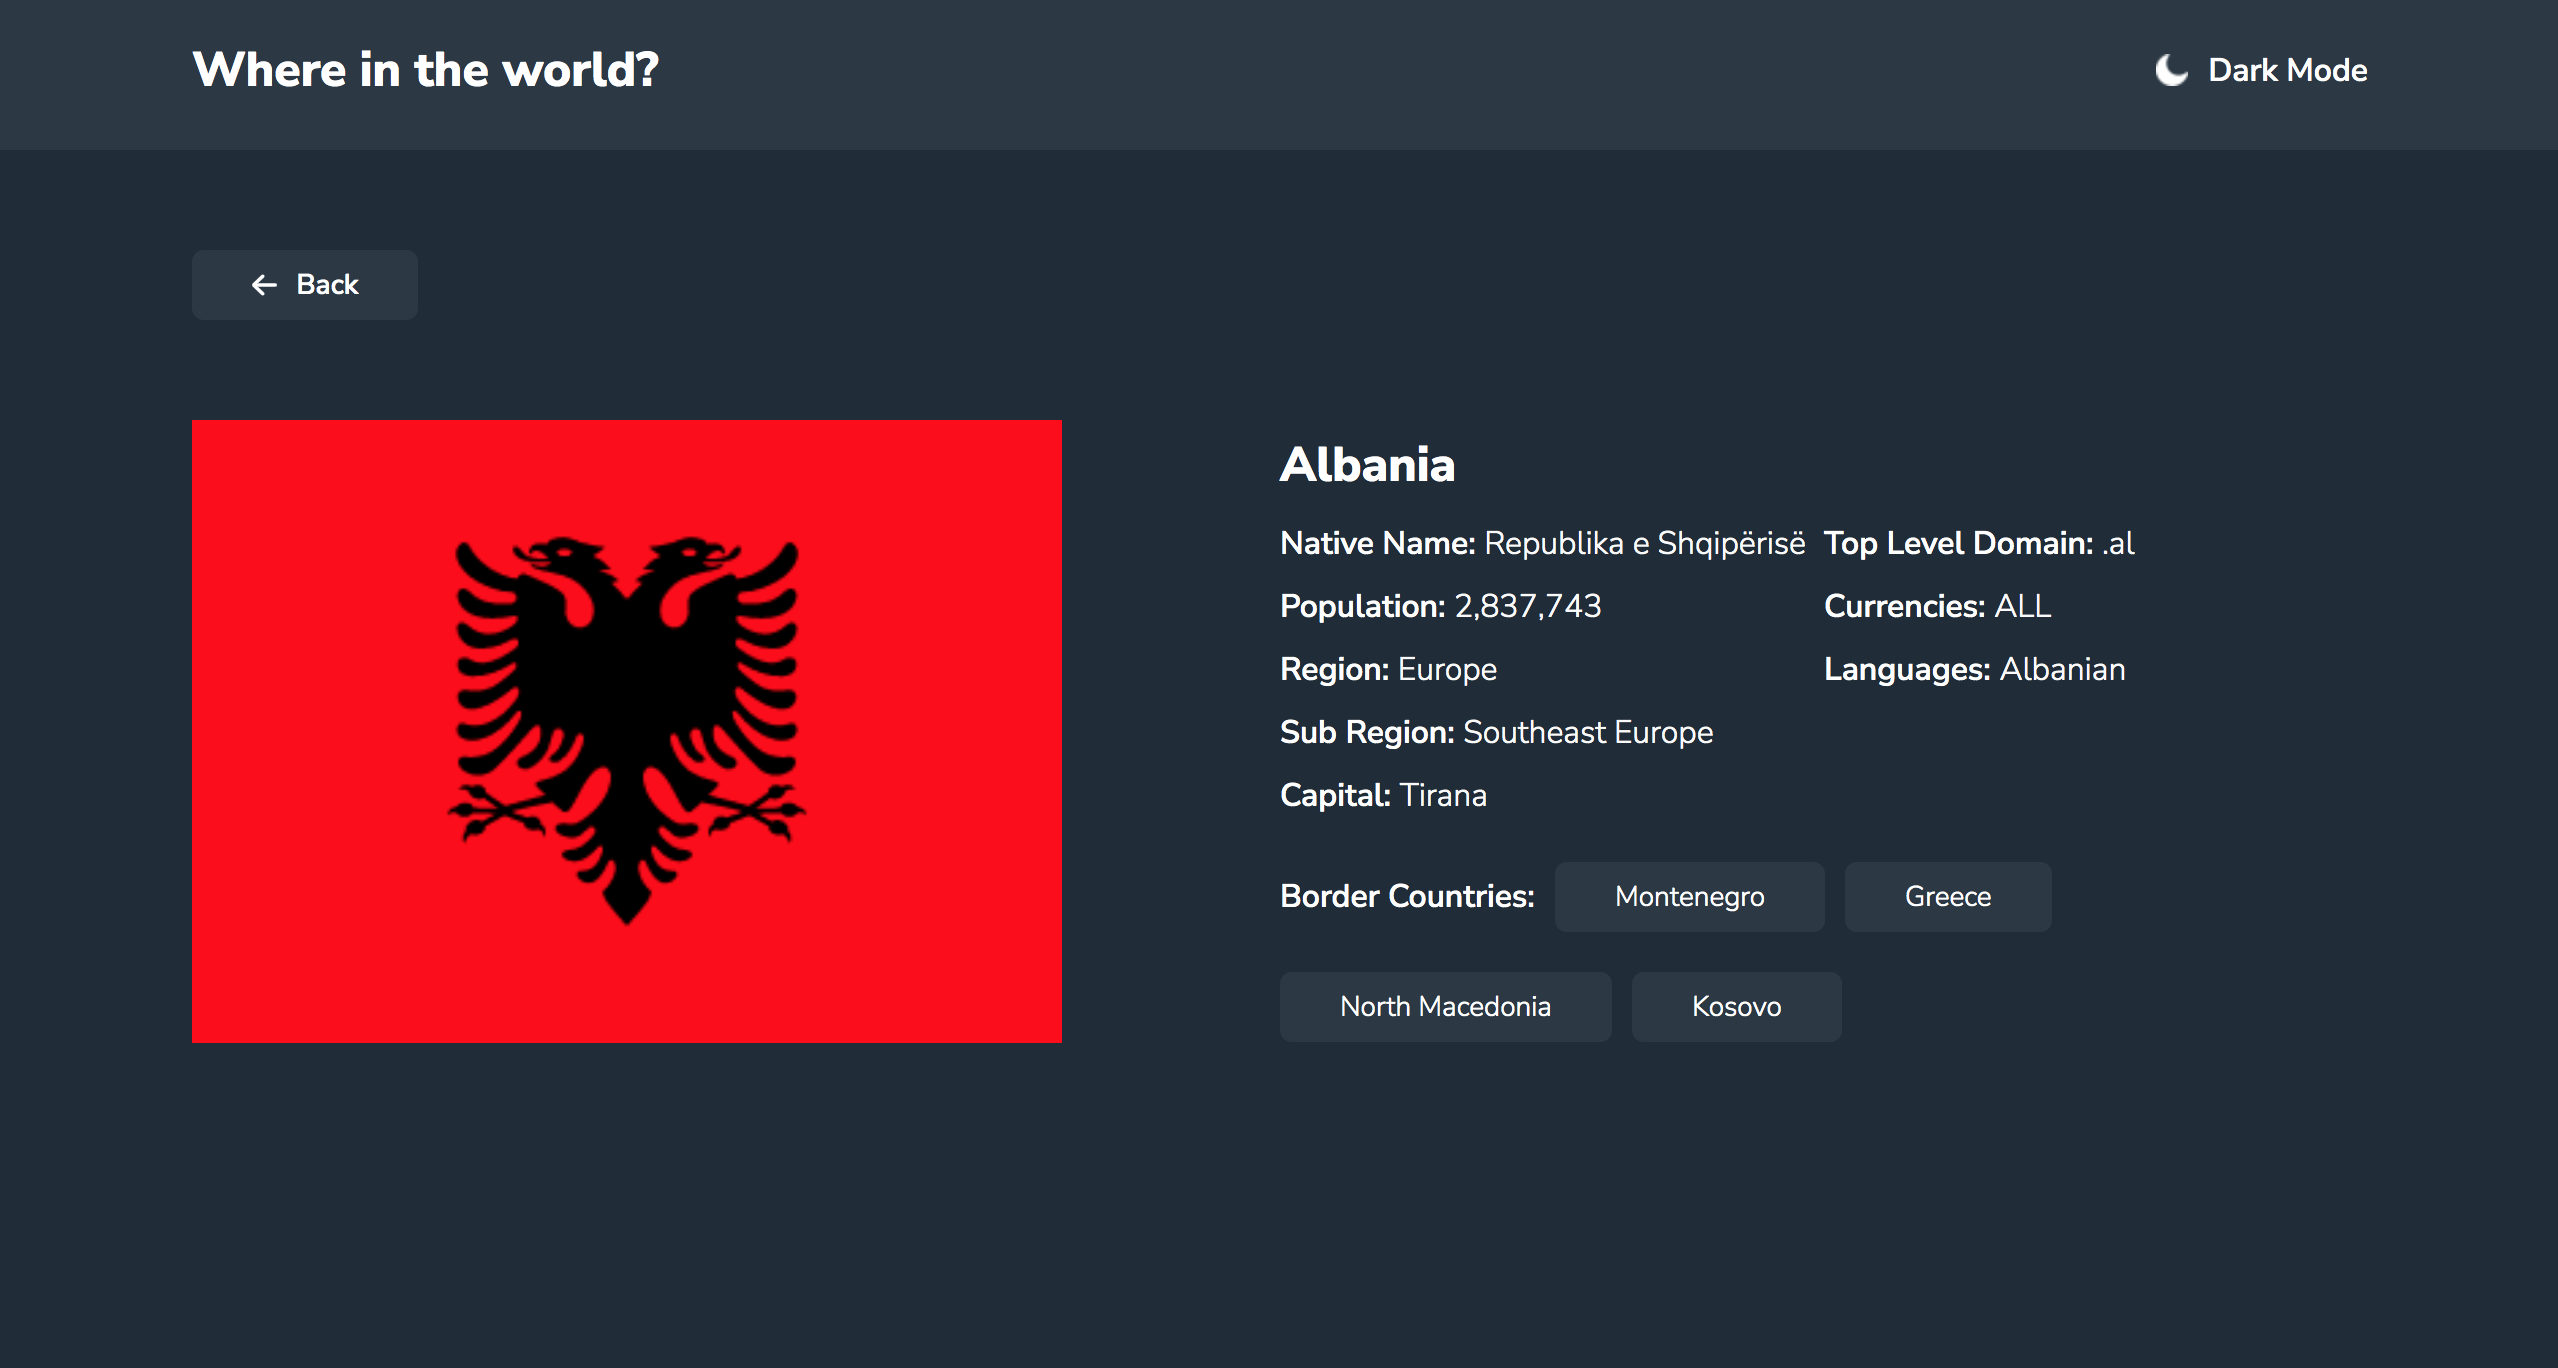 Where in the world?
Dark Mode
Back
Albania
Native Name: Republika e Shqipërisë
Population: 2,837,743
Region: Europe
Sub Region: Southeast Europe
Capital: Tirana
Top Level Domain: .al
Currencies: ALL
Languages: Albanian
Border Countries: Montenegro Greece
North Macedonia Kosovo